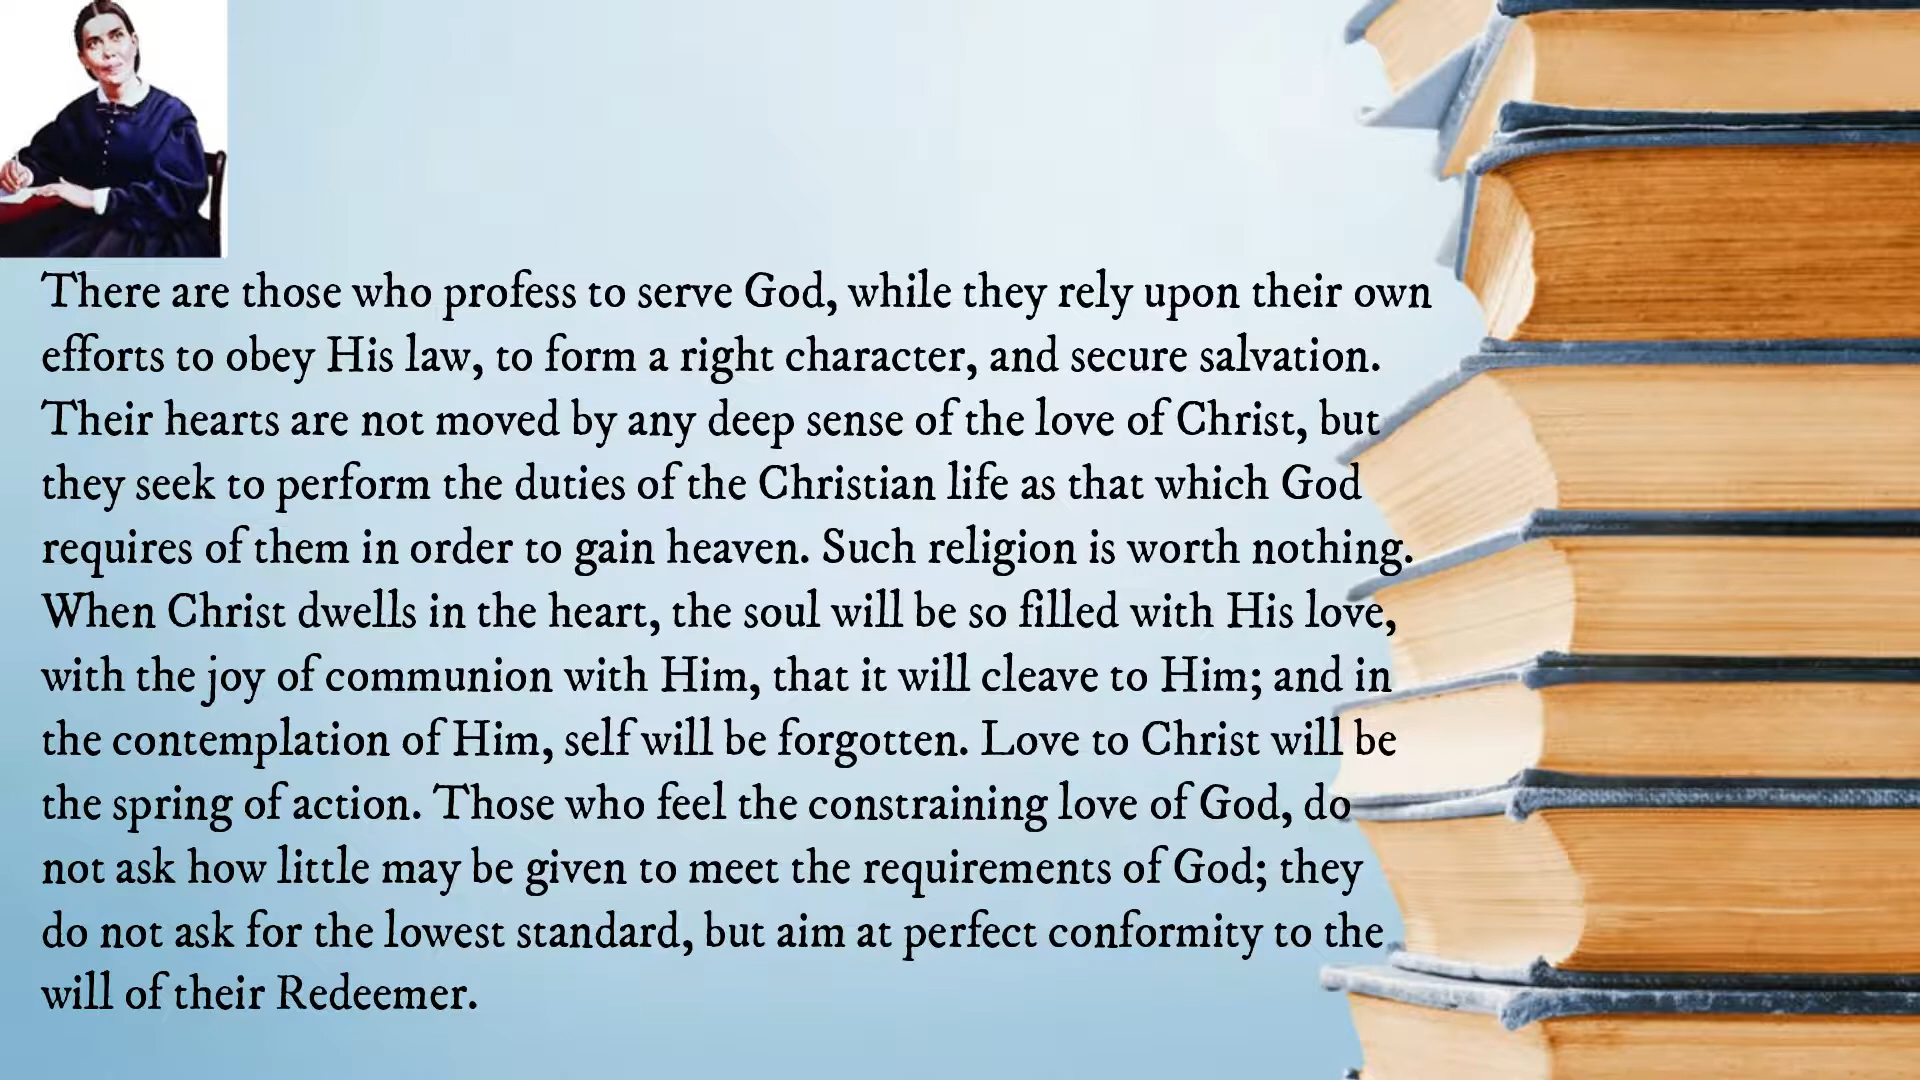 There are those who profess to serve God, while they rely upon their own
efforts to obey His law, to form a right character, and secure salvation.
Their hearts are not moved by any deep sense of the love of Christ, but
they seek to perform the duties of the Christian life as that which God
requires of them in order to gain heaven. Such religion is worth nothing.
When Christ dwells in the heart, the soul will be so filled with His love,
with the joy of communion with Him, that it will cleave to Him; and in
the contemplation of Him, self will be forgotten. Love to Christ will be
the spring of action. Those who feel the constraining love of God, do
not ask how little may be given to meet the requirements of God; they
do not ask for the lowest standard, but aim at perfect conformity to the
will of their Redeemer.